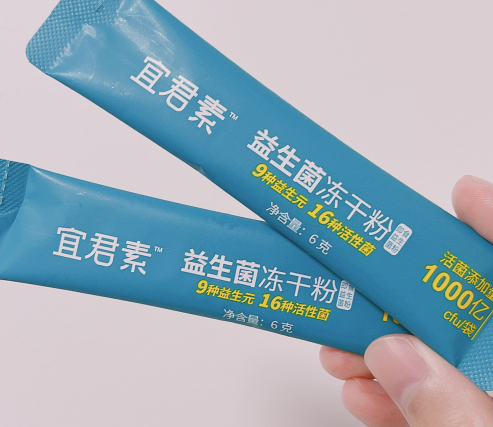 宜君素™
益生菌冻干粉
9种益生元 16种活性菌
净含量：6克
活菌添加
1000亿
cfu/袋
宜君素™
益生菌冻干粉
9种益生元 16种活性菌
净含量：6克